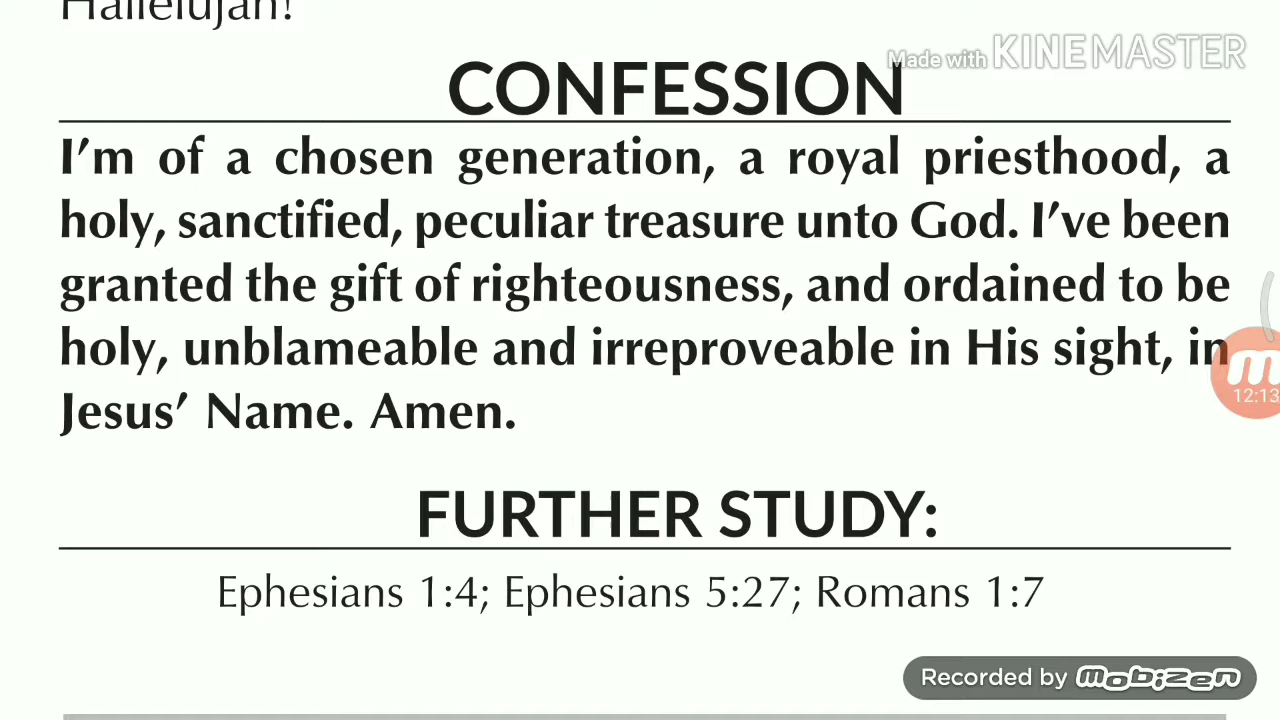 Hallelujah!
Made with KINEMASTER
CONFESSION
I'm of a chosen generation, a royal priesthood, a
holy, sanctified, peculiar treasure unto God. I've been
granted the gift of righteousness, and ordained to be
holy, unblameable and irreproveable in His sight, in
Jesus' Name. Amen.
12:13
FURTHER STUDY:
Ephesians 1:4; Ephesians 5:27; Romans 1:7
Recorded by mobizen